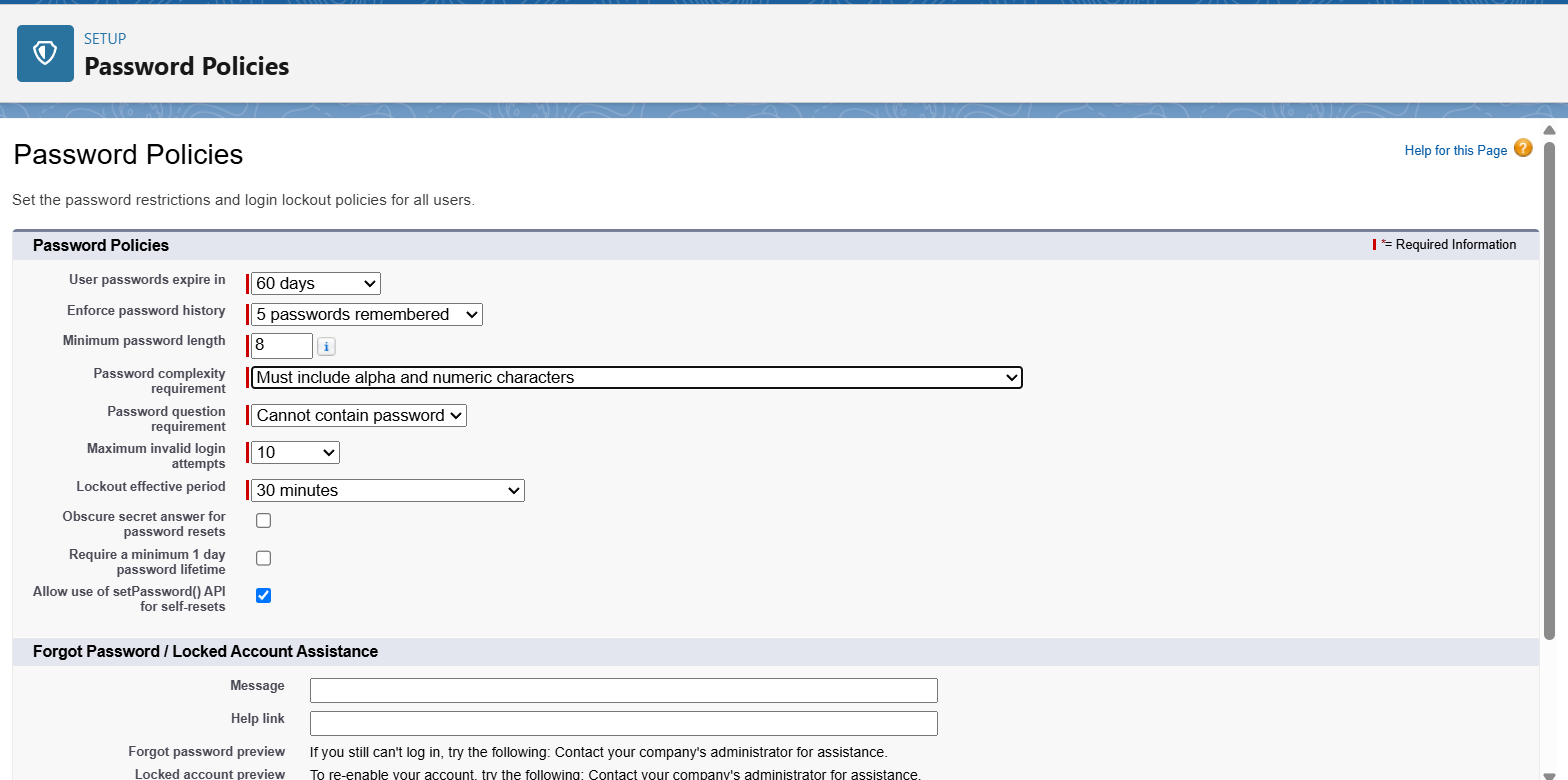 SETUP
Password Policies
Password Policies
Help for this Page
Set the password restrictions and login lockout policies for all users.
Password Policies
*= Required Information
User passwords expire in
60 days
Enforce password history
5 passwords remembered
Minimum password length
8
Password complexity
requirement
Must include alpha and numeric characters
Password question
requirement
Cannot contain password
Maximum invalid login
attempts
10
Lockout effective period
30 minutes
Obscure secret answer for
password resets
Require a minimum 1 day
password lifetime
Allow use of setPassword() API
for self-resets
Forgot Password / Locked Account Assistance
Message
Help link
Forgot password preview
If you still can't log in, try the following: Contact your company's administrator for assistance.
Locked account preview
To re-enable your account, try the following: Contact your company's administrator for assistance.